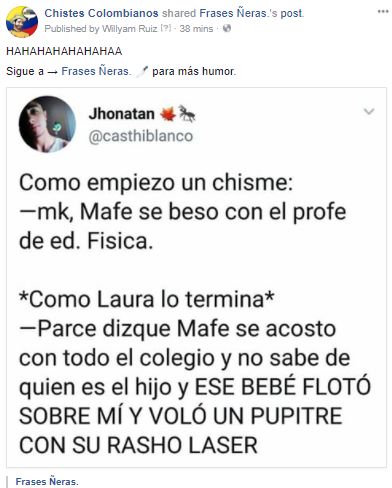 Chistes Colombianos shared Frases Ñeras.'s post.
Published by Willyam Ruiz [?] · 38 mins ·
HAHAHAHAHAHAHAA
Sigue a → Frases Ñeras. para más humor.
Jhonatan 🍁🐜
@casthiblanco
Como empiezo un chisme:
—mk, Mafe se beso con el profe
de ed. Fisica.
*Como Laura lo termina*
—Parce dizque Mafe se acosto
con todo el colegio y no sabe de
quien es el hijo y ESE BEBÉ FLOTÓ
SOBRE MÍ Y VOLÓ UN PUPITRE
CON SU RASHO LASER
Frases Ñeras.